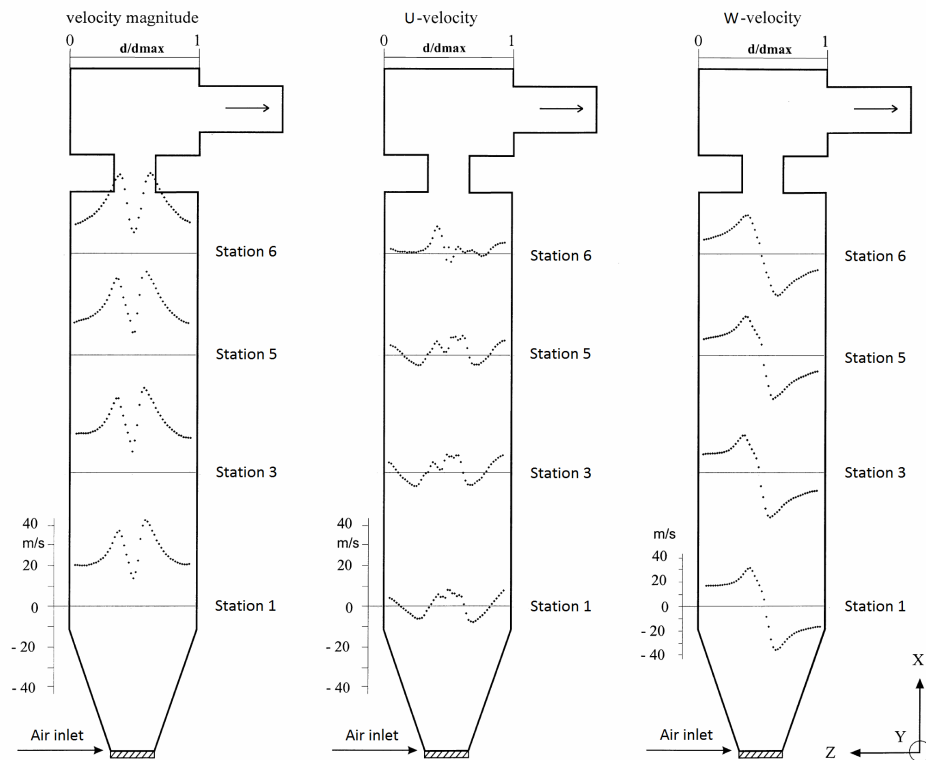 velocity magnitude
0 1
d/dmax
Station 6
Station 5
Station 3
Station 1
40
m/s
20
0
- 20
- 40
Air inlet
U-velocity
0 1
d/dmax
Station 6
Station 5
Station 3
Station 1
40
m/s
20
0
- 20
- 40
Air inlet
W-velocity
0 1
d/dmax
Station 6
Station 5
Station 3
Station 1
m/s
40
20
0
- 20
- 40
Air inlet
X
Y
Z